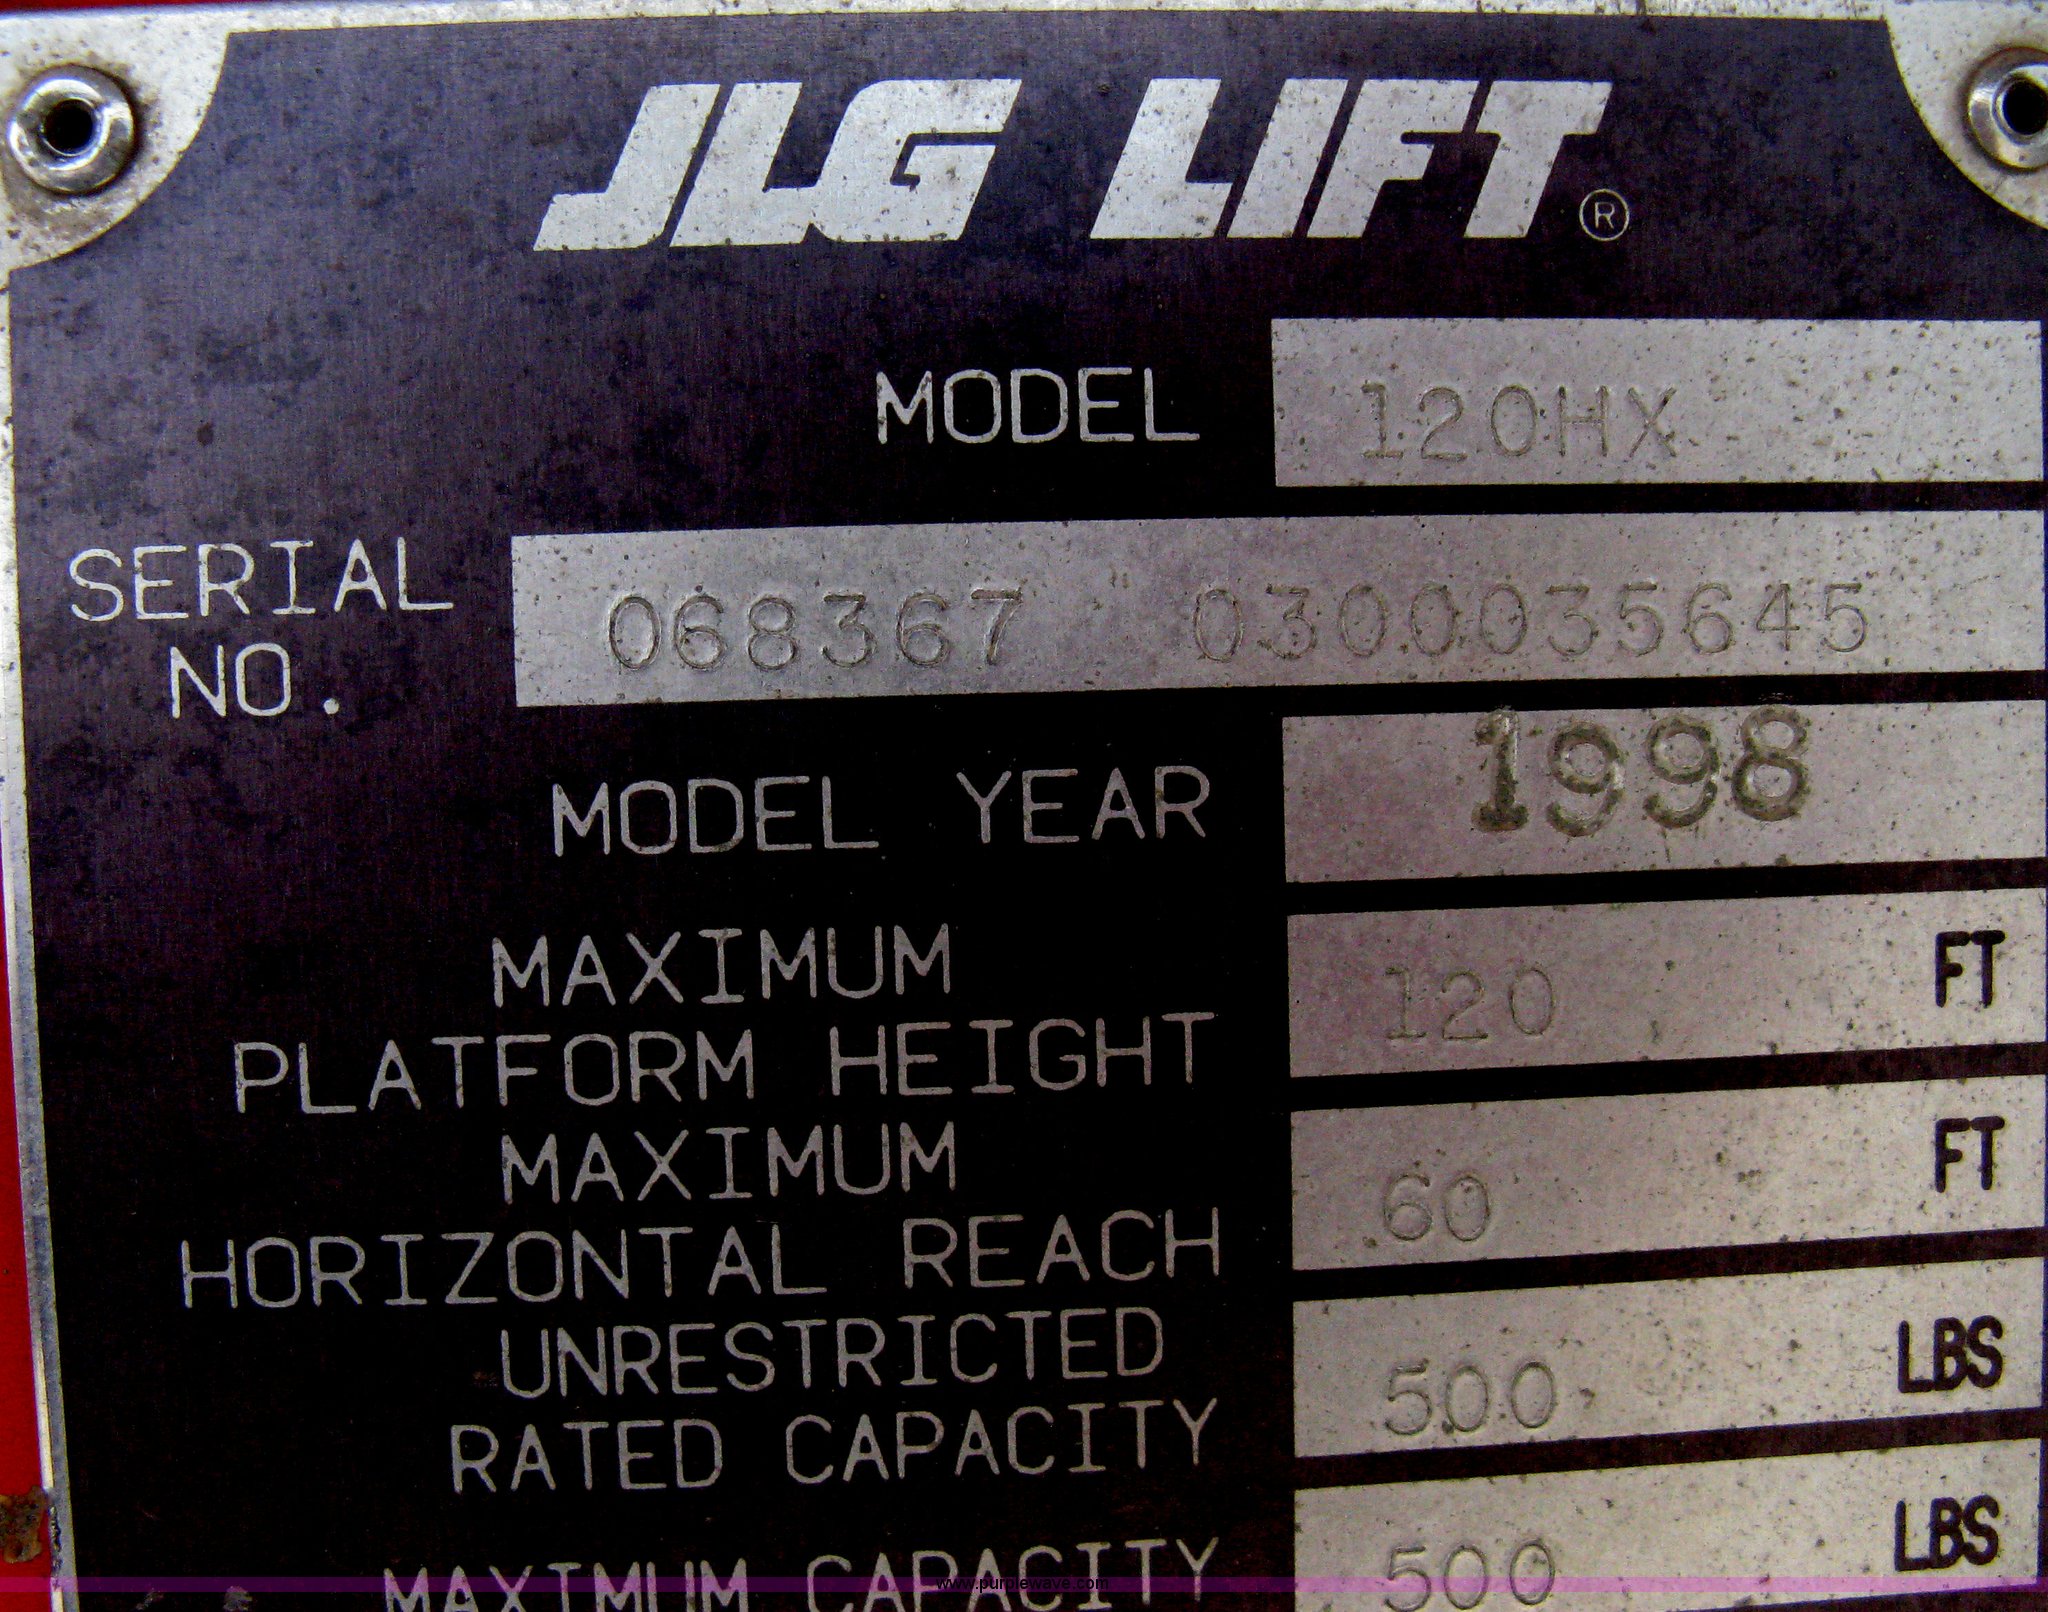 JLG LIFT ®
MODEL 120HX
SERIAL NO. 068367 0300035645
MODEL YEAR 1998
MAXIMUM
PLATFORM HEIGHT 120 FT
MAXIMUM
HORIZONTAL REACH 60 FT
UNRESTRICTED
RATED CAPACITY 500 LBS
MAXIMUM CAPACITY 500 LBS
www.purplewave.com